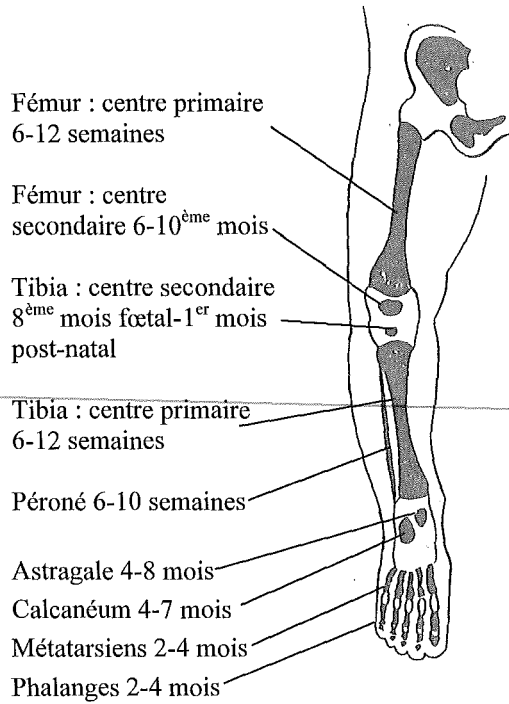 Fémur : centre primaire
6-12 semaines
Fémur : centre
secondaire 6-10ème mois
Tibia : centre secondaire
8ème mois fœtal-1er mois
post-natal
Tibia : centre primaire
6-12 semaines
Péroné 6-10 semaines
Astragale 4-8 mois
Calcanéum 4-7 mois
Métatarsiens 2-4 mois
Phalanges 2-4 mois